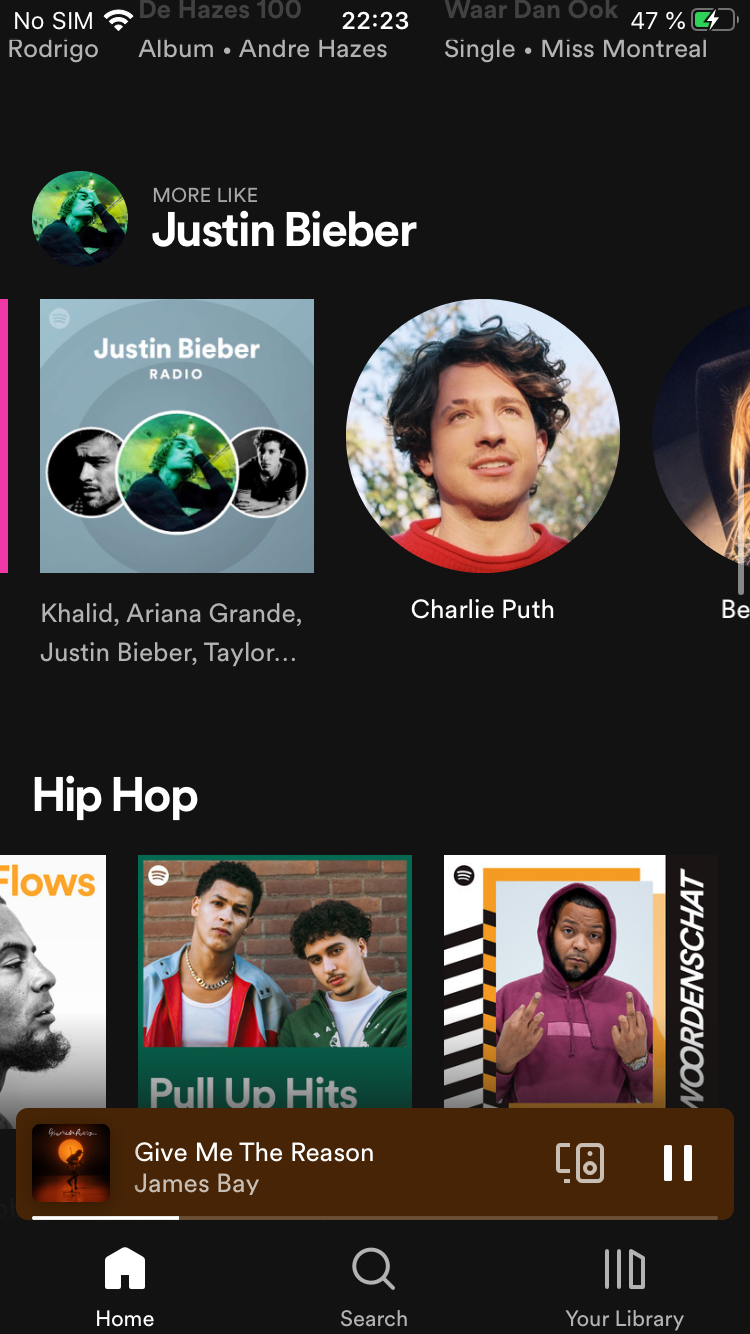 No SIM 22:23 47 %
De Hazes 100 Waar Dan Ook
Rodrigo Album • Andre Hazes Single • Miss Montreal
MORE LIKE
Justin Bieber
Justin Bieber
RADIO
Khalid, Ariana Grande,
Justin Bieber, Taylor...
Charlie Puth
Be
Hip Hop
Flows
Pull Up Hits
WOORDENSCHAT
Give Me The Reason
James Bay
Home Search Your Library